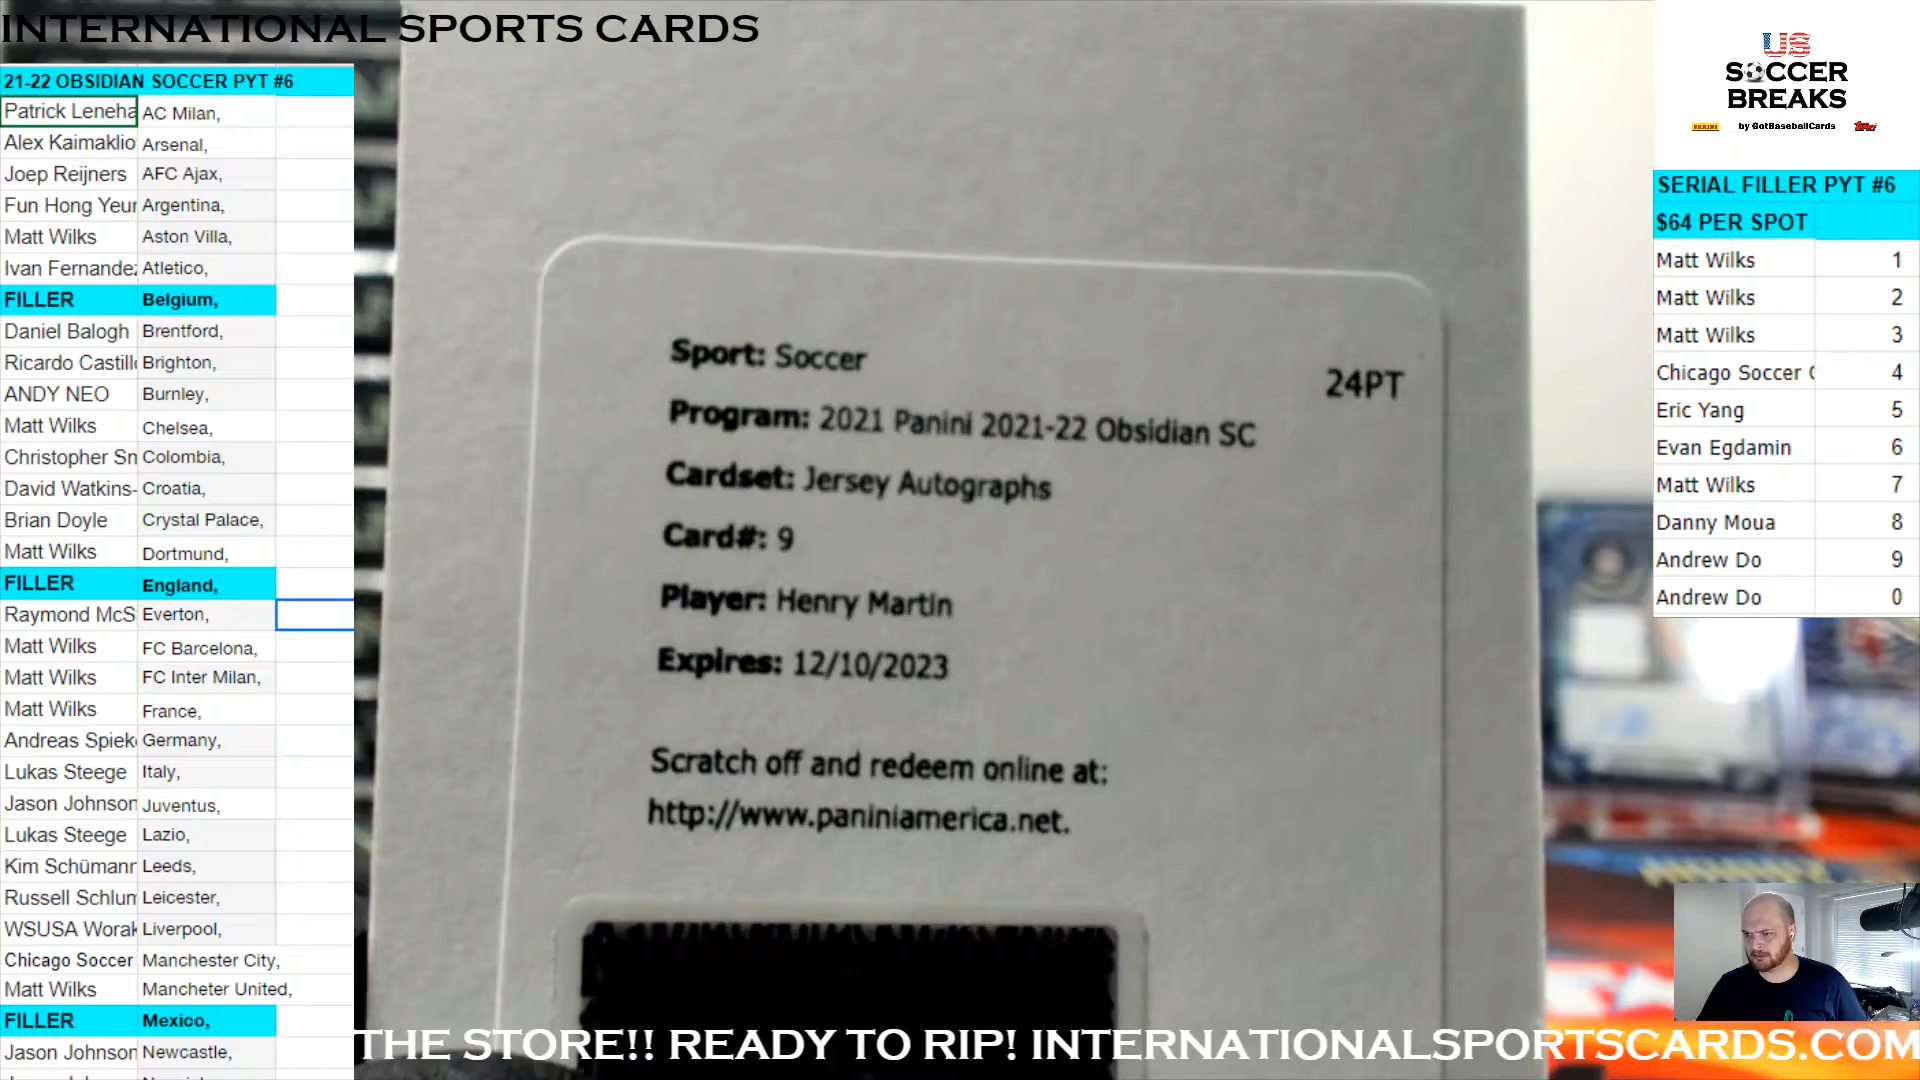 INTERNATIONAL SPORTS CARDS
21-22 OBSIDIAN SOCCER PYT #6
Patrick Leneha AC Milan,
Alex Kaimaklio Arsenal,
Joep Reijners AFC Ajax,
Fun Hong Yeur Argentina,
Matt Wilks Aston Villa,
Ivan Fernandez Atletico,
FILLER Belgium,
Daniel Balogh Brentford,
Ricardo Castill Brighton,
ANDY NEO Burnley,
Matt Wilks Chelsea,
Christopher Sn Colombia,
David Watkins- Croatia,
Brian Doyle Crystal Palace,
Matt Wilks Dortmund,
FILLER England,
Raymond McS Everton,
Matt Wilks FC Barcelona,
Matt Wilks FC Inter Milan,
Matt Wilks France,
Andreas Spiek Germany,
Lukas Steege Italy,
Jason Johnson Juventus,
Lukas Steege Lazio,
Kim Schümann Leeds,
Russell Schlum Leicester,
WSUSA Worak Liverpool,
Chicago Soccer Manchester City,
Matt Wilks Mancheter United,
FILLER Mexico,
Jason Johnson Newcastle,
Sport: Soccer
24PT
Program: 2021 Panini 2021-22 Obsidian SC
Cardset: Jersey Autographs
Card#: 9
Player: Henry Martin
Expires: 12/10/2023
Scratch off and redeem online at:
http://www.paniniamerica.net.
US
SOCCER
BREAKS
PANINI by GotBaseballCards Topps
SERIAL FILLER PYT #6
$64 PER SPOT
Matt Wilks 1
Matt Wilks 2
Matt Wilks 3
Chicago Soccer 4
Eric Yang 5
Evan Egdamin 6
Matt Wilks 7
Danny Moua 8
Andrew Do 9
Andrew Do 0
THE STORE!! READY TO RIP! INTERNATIONALSPORTSCARDS.COM